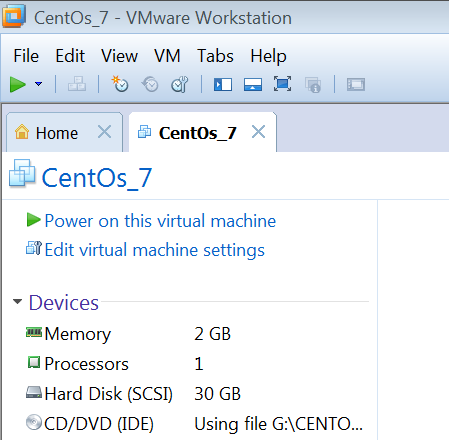 CentOs_7 - VMware Workstation
File Edit View VM Tabs Help
Home CentOs_7
CentOs_7
Power on this virtual machine
Edit virtual machine settings
Devices
Memory 2 GB
Processors 1
Hard Disk (SCSI) 30 GB
CD/DVD (IDE) Using file G:\CENTO...